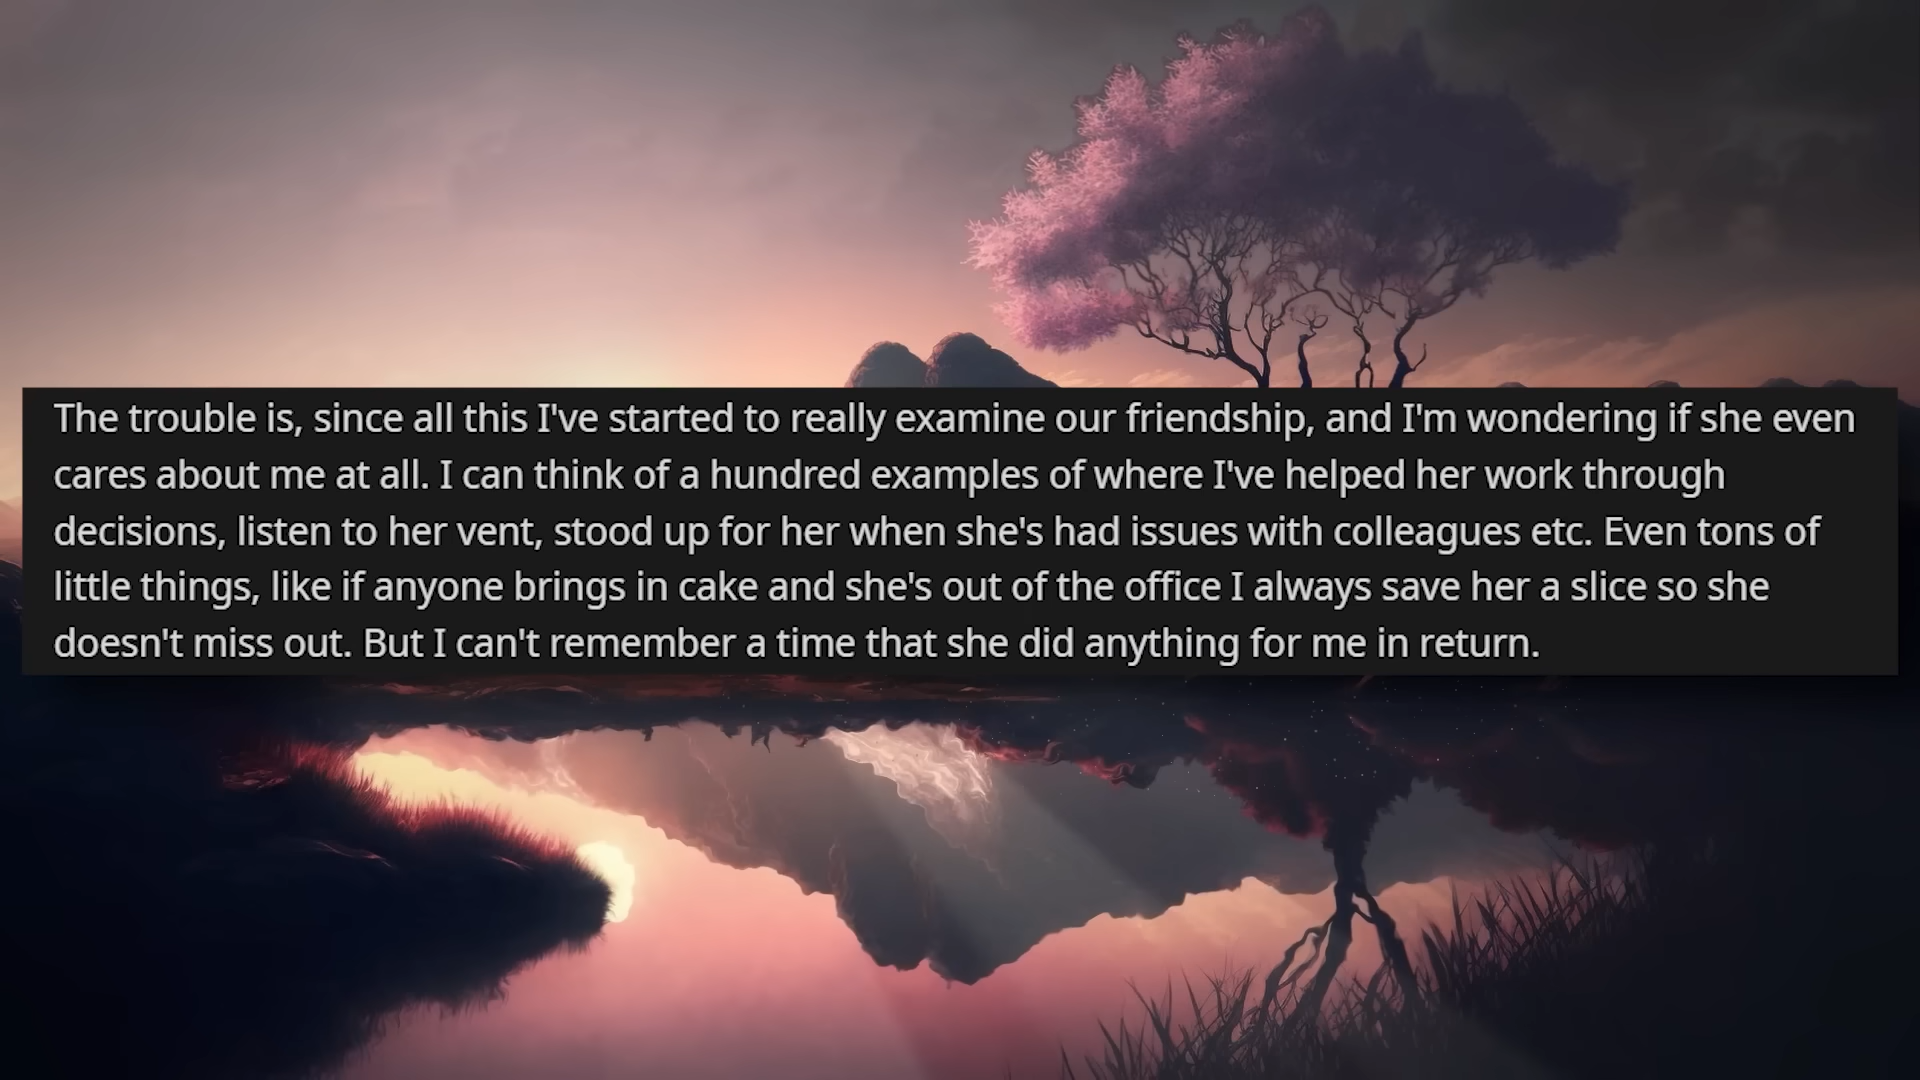 The trouble is, since all this I've started to really examine our friendship, and I'm wondering if she even
cares about me at all. I can think of a hundred examples of where I've helped her work through
decisions, listen to her vent, stood up for her when she's had issues with colleagues etc. Even tons of
little things, like if anyone brings in cake and she's out of the office I always save her a slice so she
doesn't miss out. But I can't remember a time that she did anything for me in return.